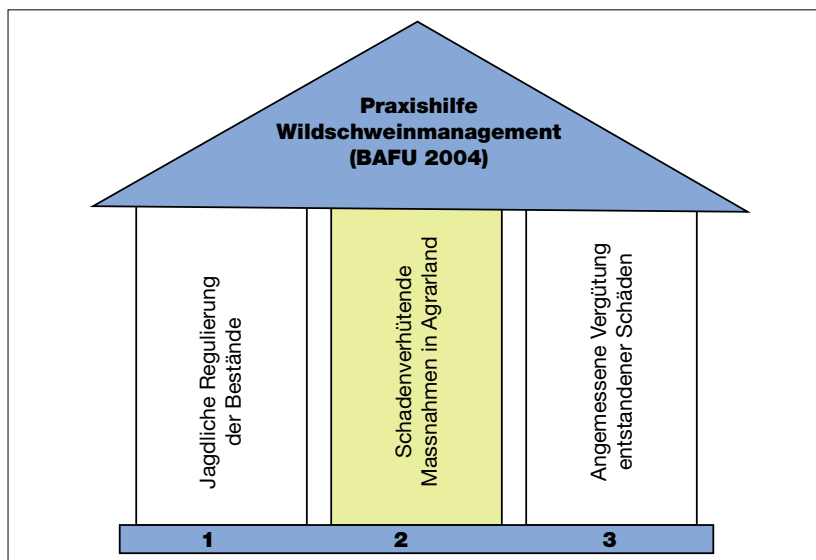 Praxishilfe
Wildschweinmanagement
(BAFU 2004)
Jagdliche Regulierung
der Bestände
Schadenverhütende
Massnahmen in Agrarland
Angemessene Vergütung
entstandener Schäden
1
2
3